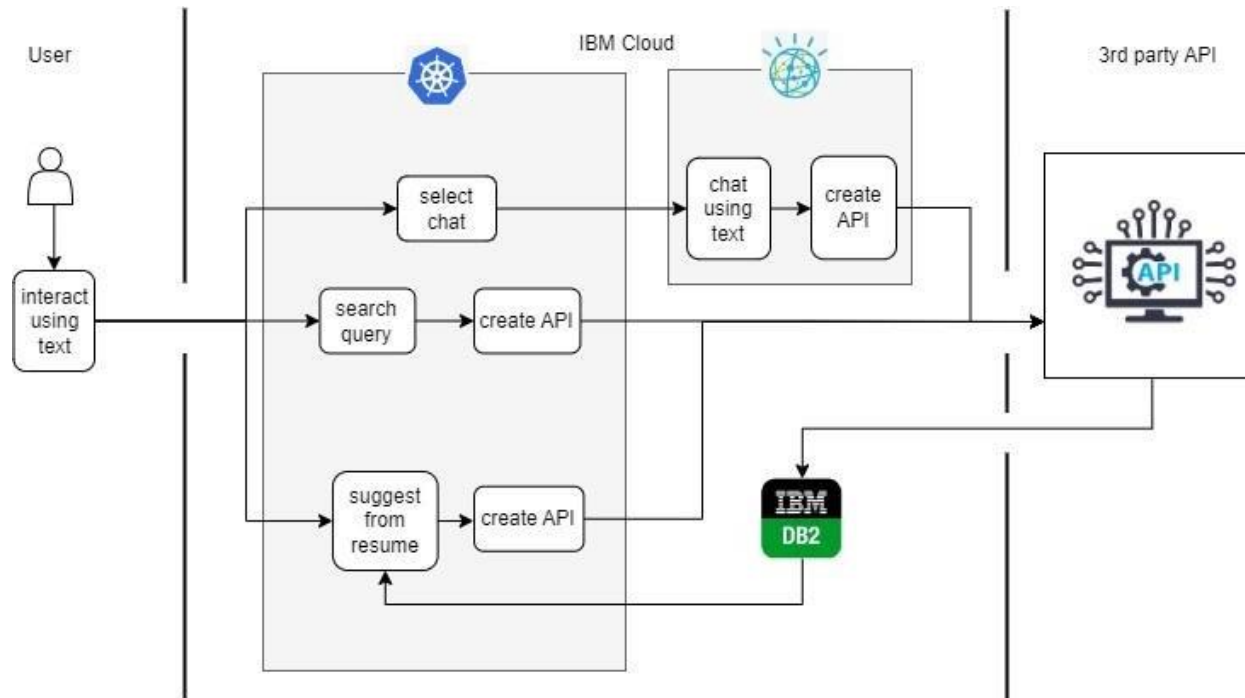 User
IBM Cloud
3rd party API
select
chat
chat
using
text
create
API
API
interact
using
text
search
query
create API
suggest
from
resume
create API
IBM
DB2